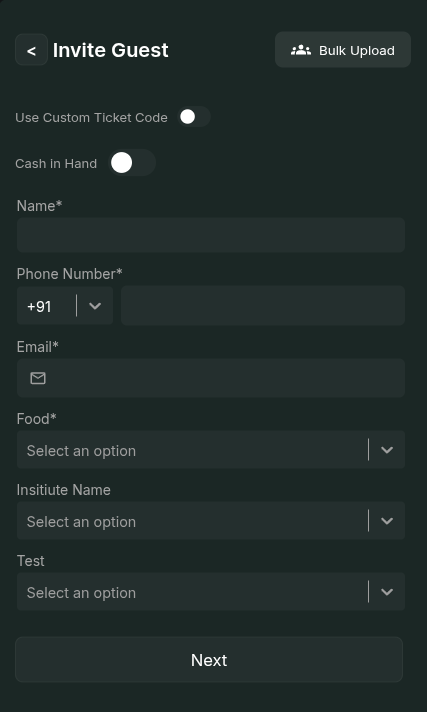 < Invite Guest
Bulk Upload
Use Custom Ticket Code
Cash in Hand
Name*
Phone Number*
+91
Email*
Food*
Select an option
Insitiute Name
Select an option
Test
Select an option
Next